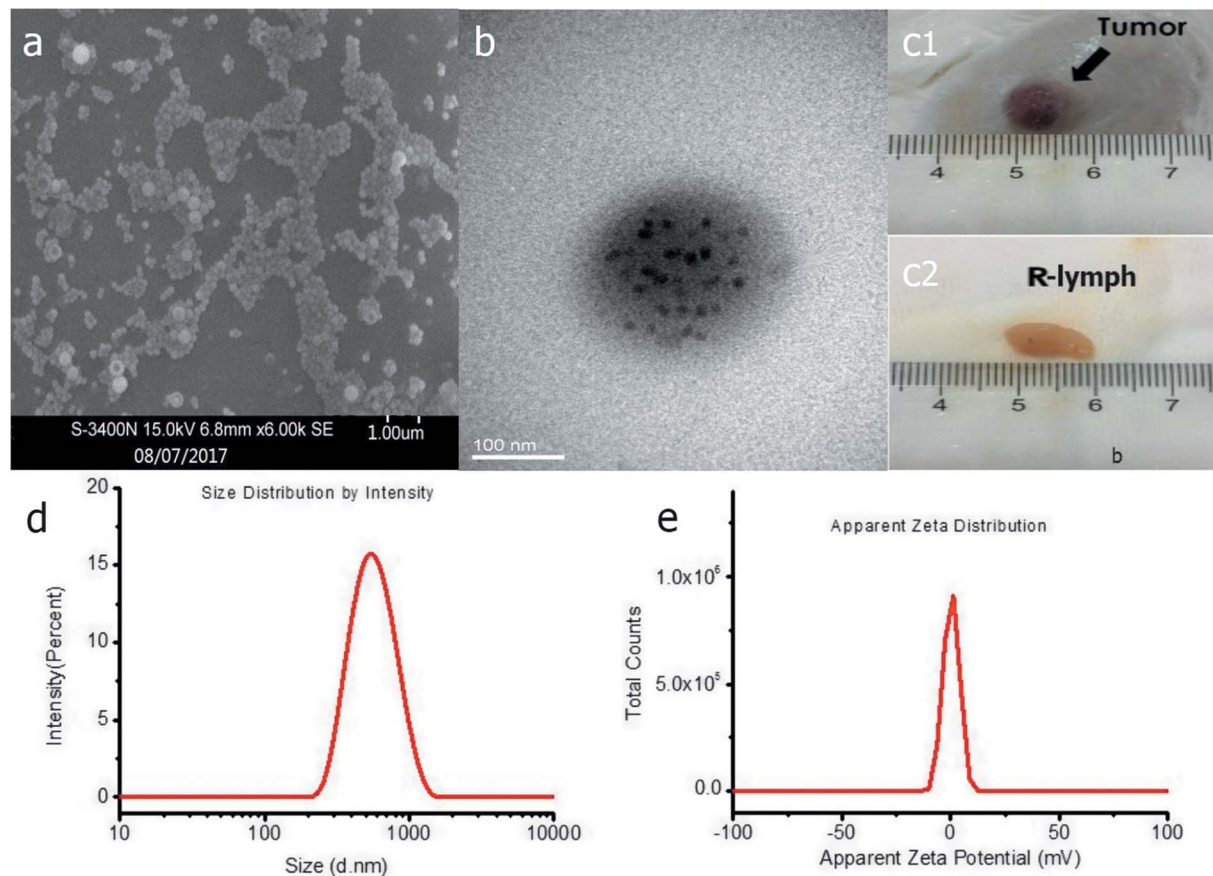 a
S-3400N 15.0kV 6.8mm x6.00k SE 1.00um
08/07/2017
b
100 nm
c1
Tumor
4 5 6 7
c2
R-lymph
4 5 6 7
b
d
Size Distribution by Intensity
Intensity(Percent)
20
15
10
5
0
10 100 1000 10000
Size (d.nm)
e
Apparent Zeta Distribution
Total Counts
1.0x10⁶
5.0x10⁵
0.0
-100 -50 0 50 100
Apparent Zeta Potential (mV)